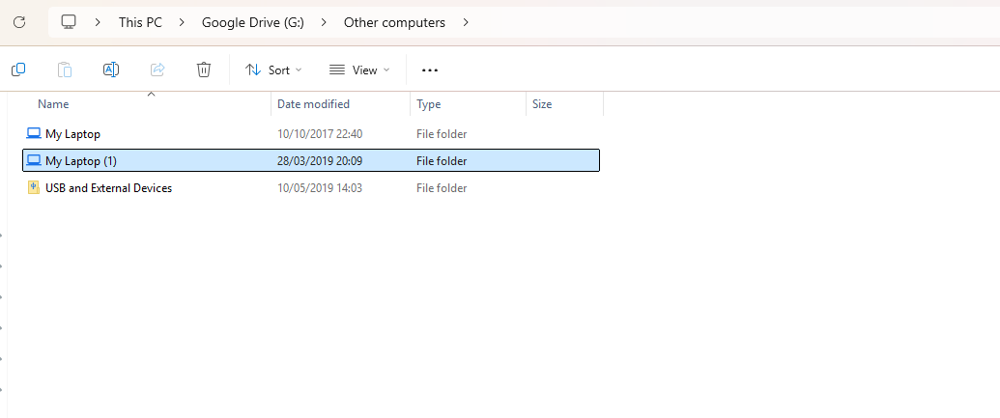 This PC > Google Drive (G:) > Other computers >
Sort View
Name Date modified Type Size
My Laptop 10/10/2017 22:40 File folder
My Laptop (1) 28/03/2019 20:09 File folder
USB and External Devices 10/05/2019 14:03 File folder